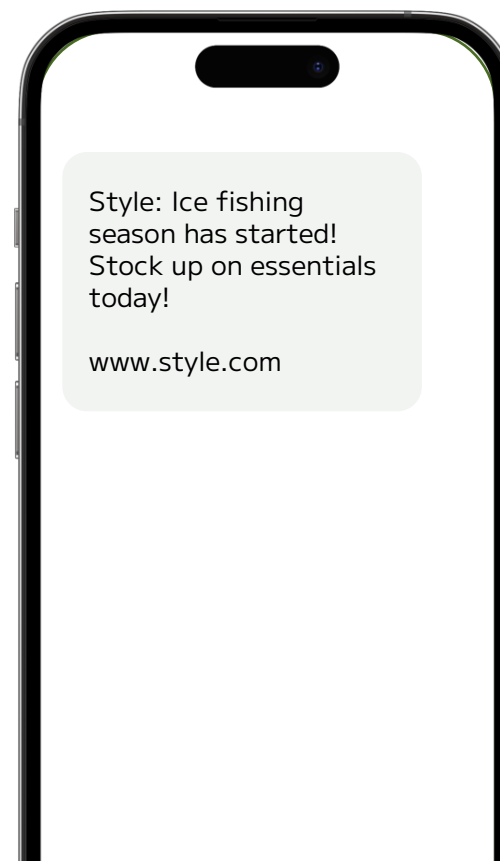 Style: Ice fishing
season has started!
Stock up on essentials
today!
www.style.com